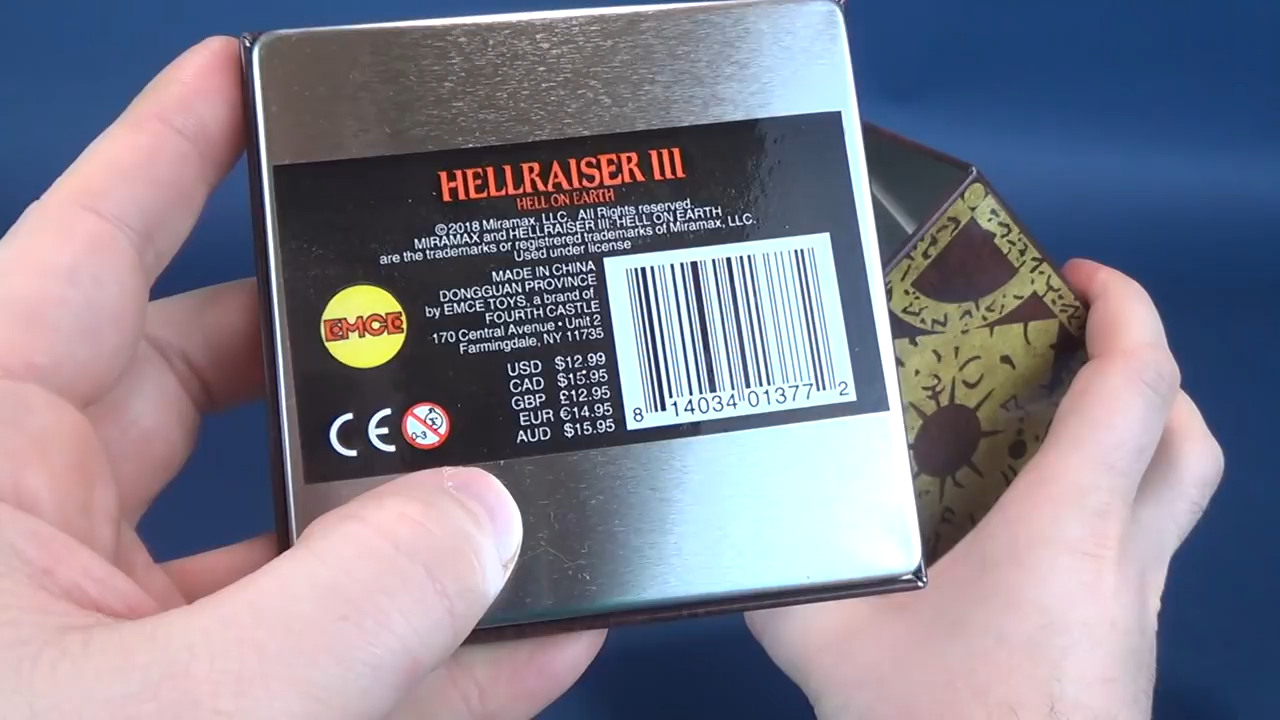 HELLRAISER III
HELL ON EARTH
©2018 Miramax, LLC. All Rights reserved.
MIRAMAX and HELLRAISER III: HELL ON EARTH
are the trademarks or registrered trademarks of Miramax, LLC.
Used under license
MADE IN CHINA
DONGGUAN PROVINCE
by EMCE TOYS, a brand of
FOURTH CASTLE
170 Central Avenue • Unit 2
Farmingdale, NY 11735
EMCE
USD $12.99
CAD $15.95
GBP £12.95
EUR €14.95
AUD $15.95
CE
0-3
8 14034 01377 2